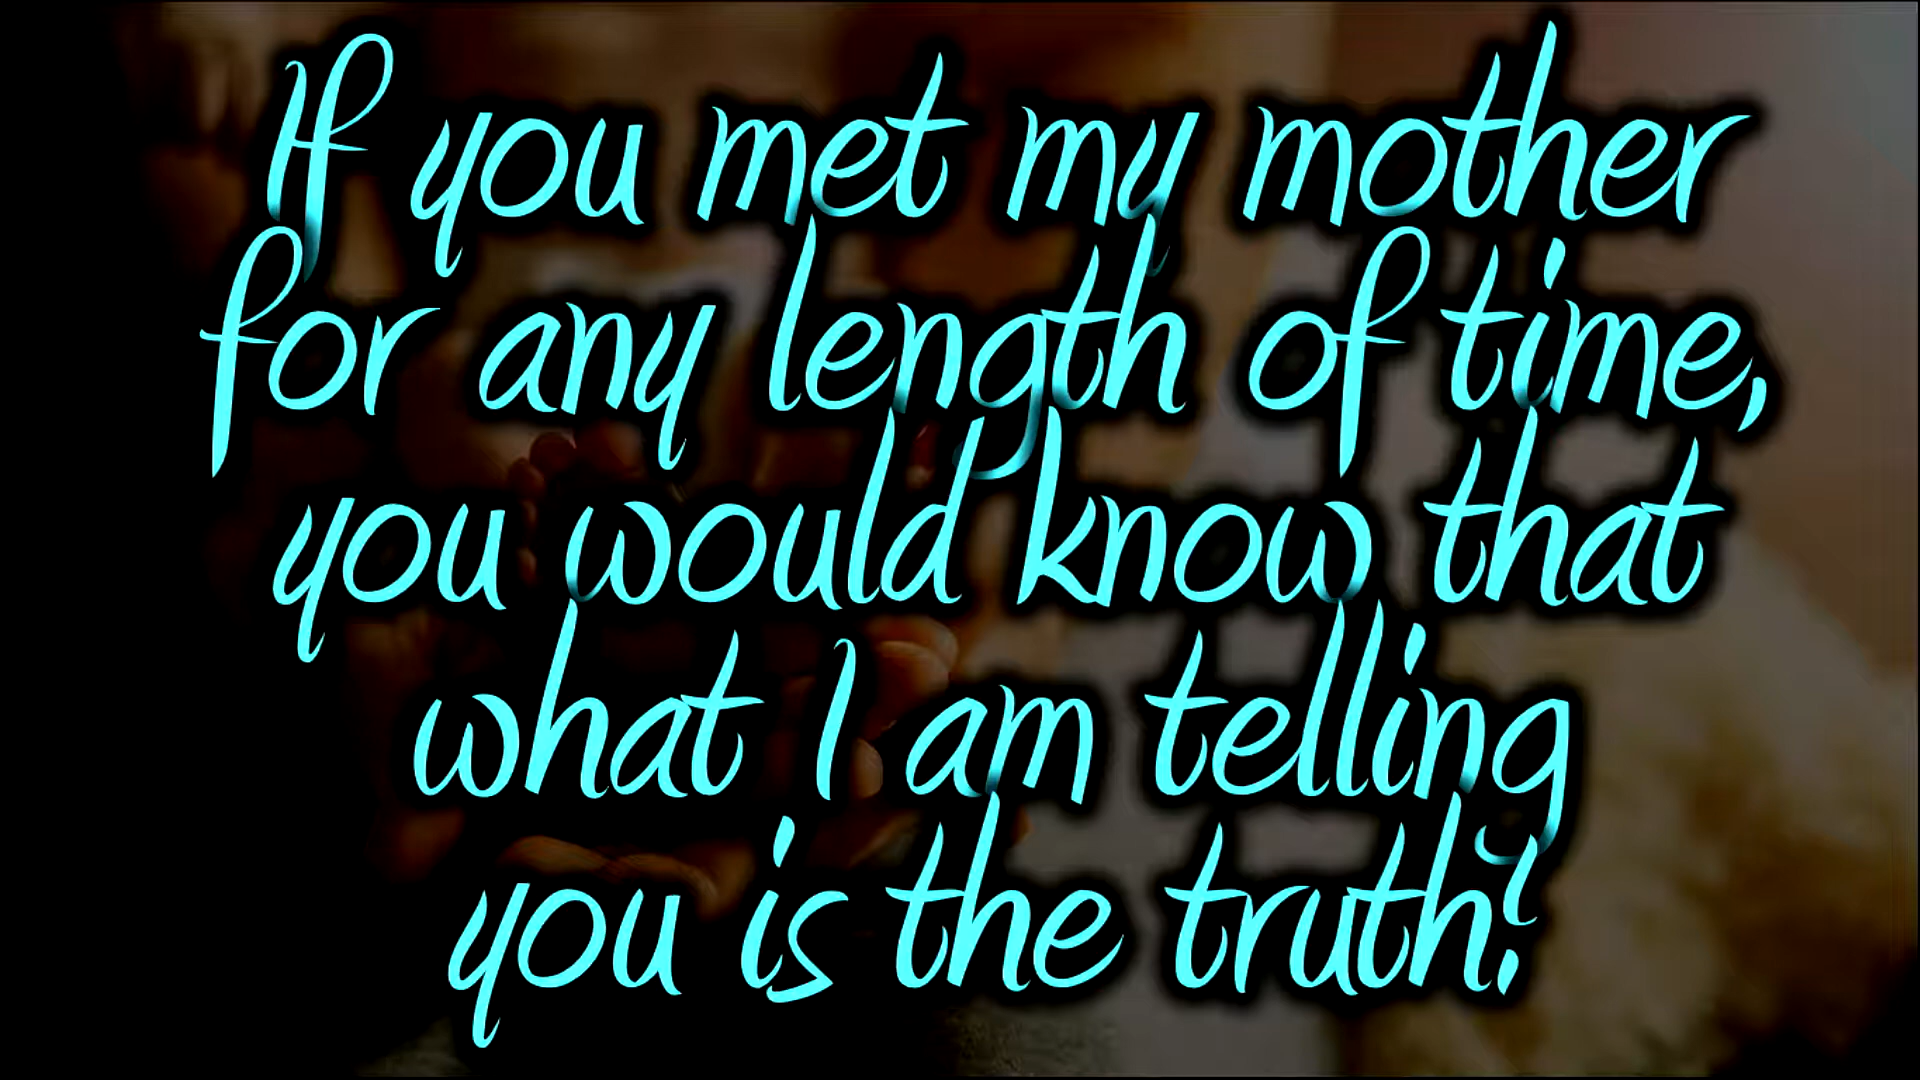 If you met my mother
for any length of time,
you would know that
what I am telling
you is the truth!